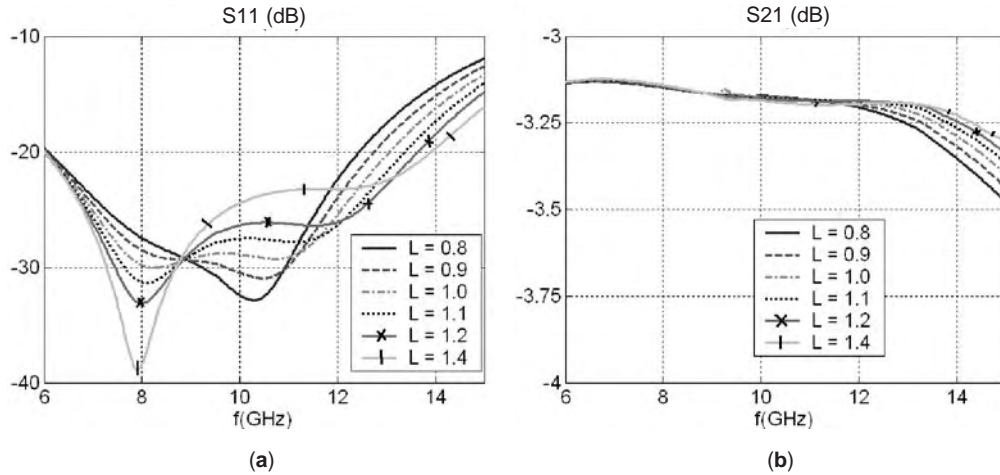 S11 (dB)
-10
-20
-30
-40
6
8
10
12
14
f(GHz)
L = 0.8
L = 0.9
L = 1.0
L = 1.1
L = 1.2
L = 1.4
(a)
S21 (dB)
-3
-3.25
-3.5
-3.75
-4
6
8
10
12
14
f(GHz)
L = 0.8
L = 0.9
L = 1.0
L = 1.1
L = 1.2
L = 1.4
(b)